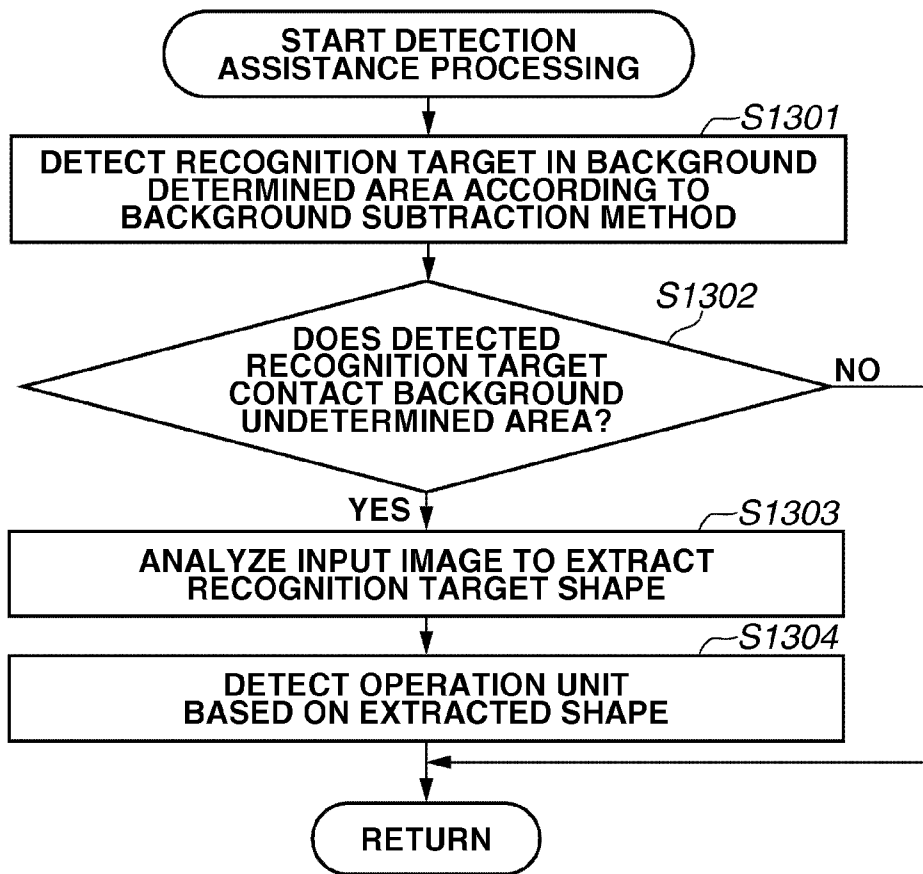 START DETECTION
ASSISTANCE PROCESSING
S1301
DETECT RECOGNITION TARGET IN BACKGROUND
DETERMINED AREA ACCORDING TO
BACKGROUND SUBTRACTION METHOD
S1302
DOES DETECTED
RECOGNITION TARGET
CONTACT BACKGROUND
UNDETERMINED AREA?
NO
YES
S1303
ANALYZE INPUT IMAGE TO EXTRACT
RECOGNITION TARGET SHAPE
S1304
DETECT OPERATION UNIT
BASED ON EXTRACTED SHAPE
RETURN